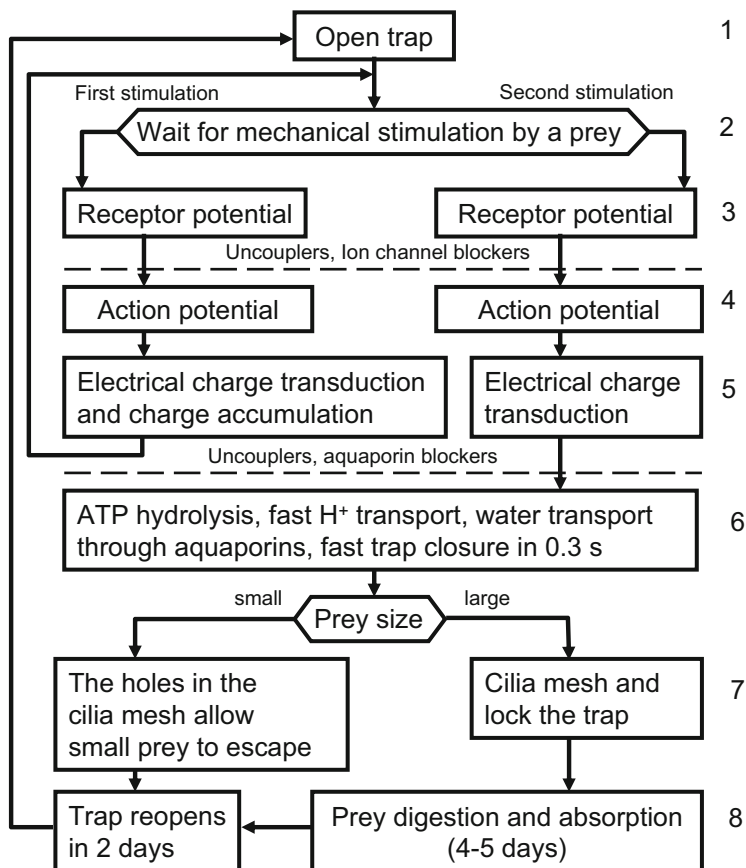 Open trap
1
First stimulation
Second stimulation
Wait for mechanical stimulation by a prey
2
Receptor potential
Receptor potential
3
Uncouplers, Ion channel blockers
Action potential
Action potential
4
Electrical charge transduction
and charge accumulation
Electrical charge
transduction
5
Uncouplers, aquaporin blockers
ATP hydrolysis, fast H⁺ transport, water transport
through aquaporins, fast trap closure in 0.3 s
6
small
Prey size
large
The holes in the
cilia mesh allow
small prey to escape
Cilia mesh and
lock the trap
7
Trap reopens
in 2 days
Prey digestion and absorption
(4-5 days)
8